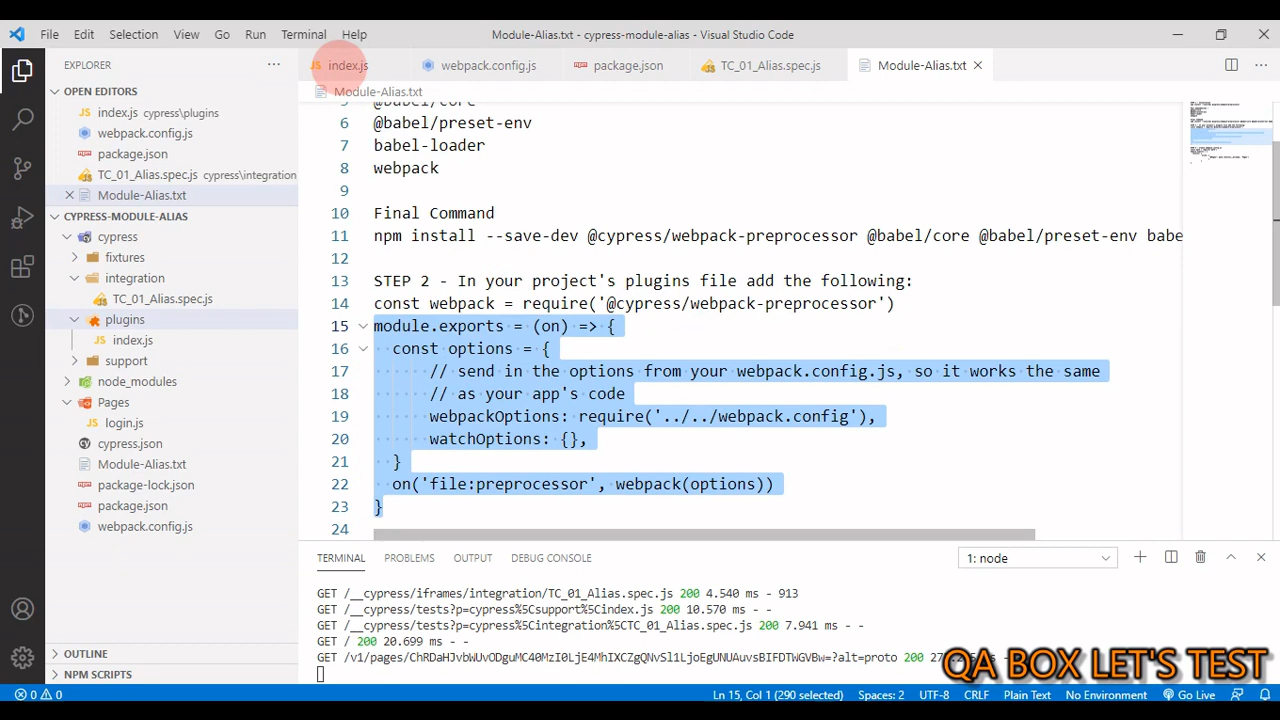 File Edit Selection View Go Run Terminal Help
Module-Alias.txt - cypress-module-alias - Visual Studio Code
EXPLORER
OPEN EDITORS
JS index.js cypress\plugins
webpack.config.js
package.json
TC_01_Alias.spec.js cypress\integration
Module-Alias.txt
CYPRESS-MODULE-ALIAS
cypress
fixtures
integration
TC_01_Alias.spec.js
plugins
JS index.js
support
node_modules
Pages
JS login.js
cypress.json
Module-Alias.txt
package-lock.json
package.json
webpack.config.js
OUTLINE
NPM SCRIPTS
JS index.js webpack.config.js package.json TC_01_Alias.spec.js Module-Alias.txt
Module-Alias.txt
@babel/core
6 @babel/preset-env
7 babel-loader
8 webpack
9
10 Final Command
11 npm install --save-dev @cypress/webpack-preprocessor @babel/core @babel/preset-env babe
12
13 STEP 2 - In your project's plugins file add the following:
14 const webpack = require('@cypress/webpack-preprocessor')
15 module.exports = (on) => {
16 const options = {
17 // send in the options from your webpack.config.js, so it works the same
18 // as your app's code
19 webpackOptions: require('../../webpack.config'),
20 watchOptions: {},
21 }
22 on('file:preprocessor', webpack(options))
23 }
24
TERMINAL PROBLEMS OUTPUT DEBUG CONSOLE
1: node
GET /__cypress/iframes/integration/TC_01_Alias.spec.js 200 4.540 ms - 913
GET /__cypress/tests?p=cypress%5Csupport%5Cindex.js 200 10.570 ms - -
GET /__cypress/tests?p=cypress%5Cintegration%5CTC_01_Alias.spec.js 200 7.941 ms - -
GET / 200 20.699 ms - -
QA BOX LET'S TEST
0 0
Ln 15, Col 1 (290 selected) Spaces: 2 UTF-8 CRLF Plain Text No Environment Go Live